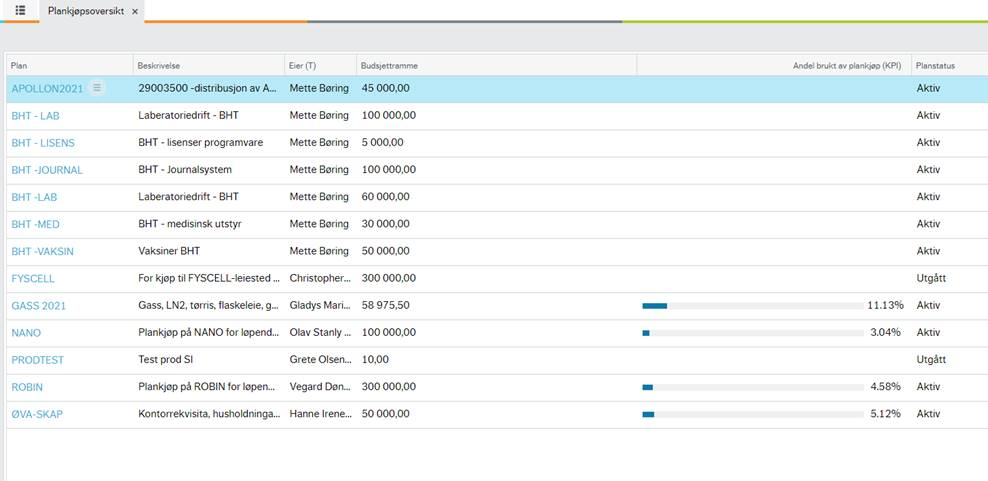 Plankjøpsoversikt ×
Plan Beskrivelse Eier (T) Budsjettramme Andel brukt av plankjøp (KPI) Planstatus
APOLLON2021 29003500 -distribusjon av A... Mette Børing 45 000,00 Aktiv
BHT - LAB Laberatoriedrift - BHT Mette Børing 100 000,00 Aktiv
BHT - LISENS BHT - lisenser programvare Mette Børing 5 000,00 Aktiv
BHT -JOURNAL BHT - Journalsystem Mette Børing 100 000,00 Aktiv
BHT -LAB Laberatoriedrift - BHT Mette Børing 60 000,00 Aktiv
BHT -MED BHT - medisinsk utstyr Mette Børing 30 000,00 Aktiv
BHT -VAKSIN Vaksiner BHT Mette Børing 50 000,00 Aktiv
FYSCELL For kjøp til FYSCELL-leiested ... Christopher... 300 000,00 Utgått
GASS 2021 Gass, LN2, tørris, flaskeleie, g... Gladys Mari... 58 975,50 11.13% Aktiv
NANO Plankjøp på NANO for løpend... Olav Stanly ... 100 000,00 3.04% Aktiv
PRODTEST Test prod SI Grete Olsen... 10,00 Utgått
ROBIN Plankjøp på ROBIN for løpen... Vegard Døn... 300 000,00 4.58% Aktiv
ØVA-SKAP Kontorrekvisita, husholdninga... Hanne Irene... 50 000,00 5.12% Aktiv